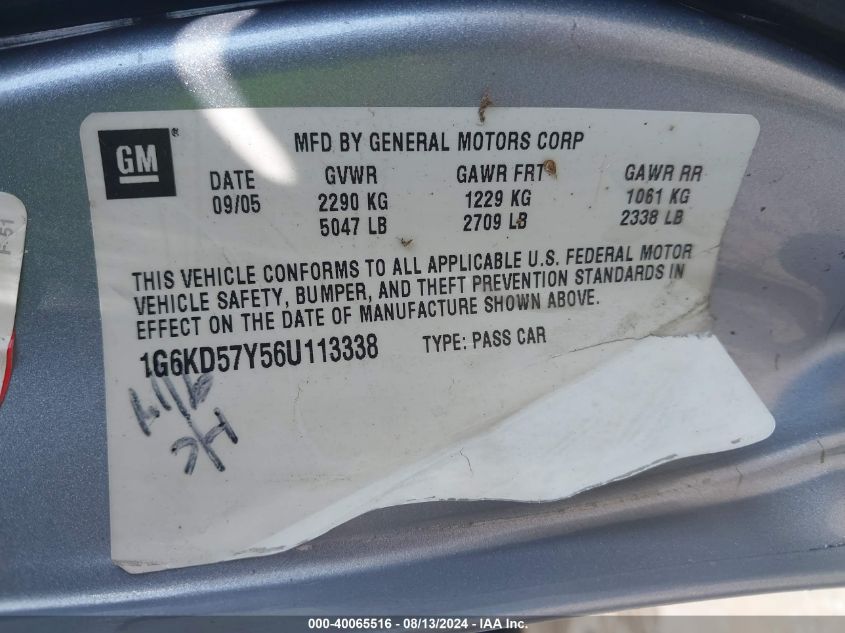 GM ®
MFD BY GENERAL MOTORS CORP
DATE GVWR GAWR FRT GAWR RR
09/05 2290 KG 1229 KG 1061 KG
5047 LB 2709 LB 2338 LB
THIS VEHICLE CONFORMS TO ALL APPLICABLE U.S. FEDERAL MOTOR
VEHICLE SAFETY, BUMPER, AND THEFT PREVENTION STANDARDS IN
EFFECT ON THE DATE OF MANUFACTURE SHOWN ABOVE.
1G6KD57Y56U113338 TYPE: PASS CAR
000-40065516 - 08/13/2024 - IAA Inc.